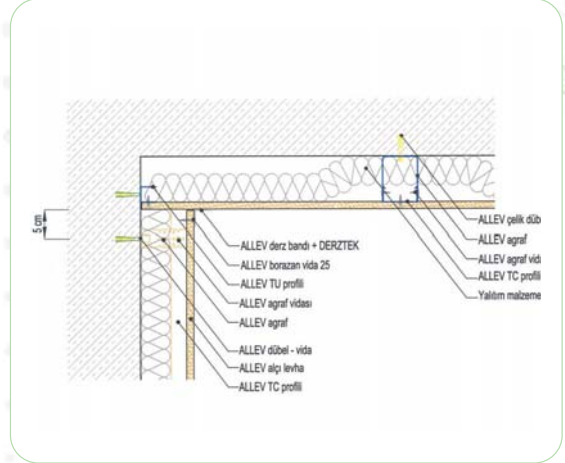 5 cm
ALLEV derz bandı + DERZTEK
ALLEV borazan vida 25
ALLEV TU profili
ALLEV agraf vidası
ALLEV agraf
ALLEV dübel - vida
ALLEV alçı levha
ALLEV TC profili
ALLEV çelik düb
ALLEV agraf
ALLEV agraf vid
ALLEV TC profili
Yalıtım malzeme